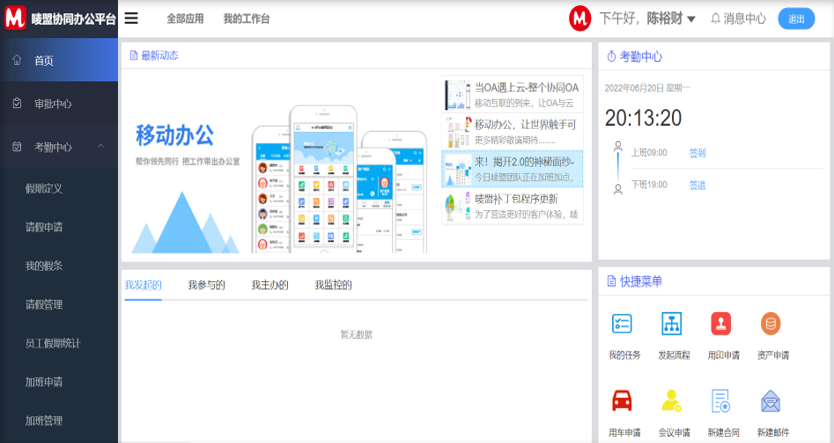 唛盟协同办公平台
全部应用
我的工作台
下午好，陈裕财
消息中心
退出
首页
审批中心
考勤中心
假期定义
请假申请
我的假条
请假管理
员工假期统计
加班申请
加班管理
最新动态
移动办公
帮你领先同行 把工作带出办公室
当OA遇上云-整个协同OA
移动互联的到来，让OA与云
移动办公，让世界触手可
更多精彩敬请期待........
来！揭开2.0的神秘面纱-
今日唛盟团队正在加班加点，
唛盟补丁包程序更新
为了营造更好的客户体验，唛
考勤中心
2022年06月20日 星期一
20:13:20
上班09:00
签到
下班19:00
签退
我发起的
我参与的
我主办的
我监控的
暂无数据
快捷菜单
我的任务
发起流程
用印申请
资产申请
用车申请
会议申请
新建合同
新建邮件